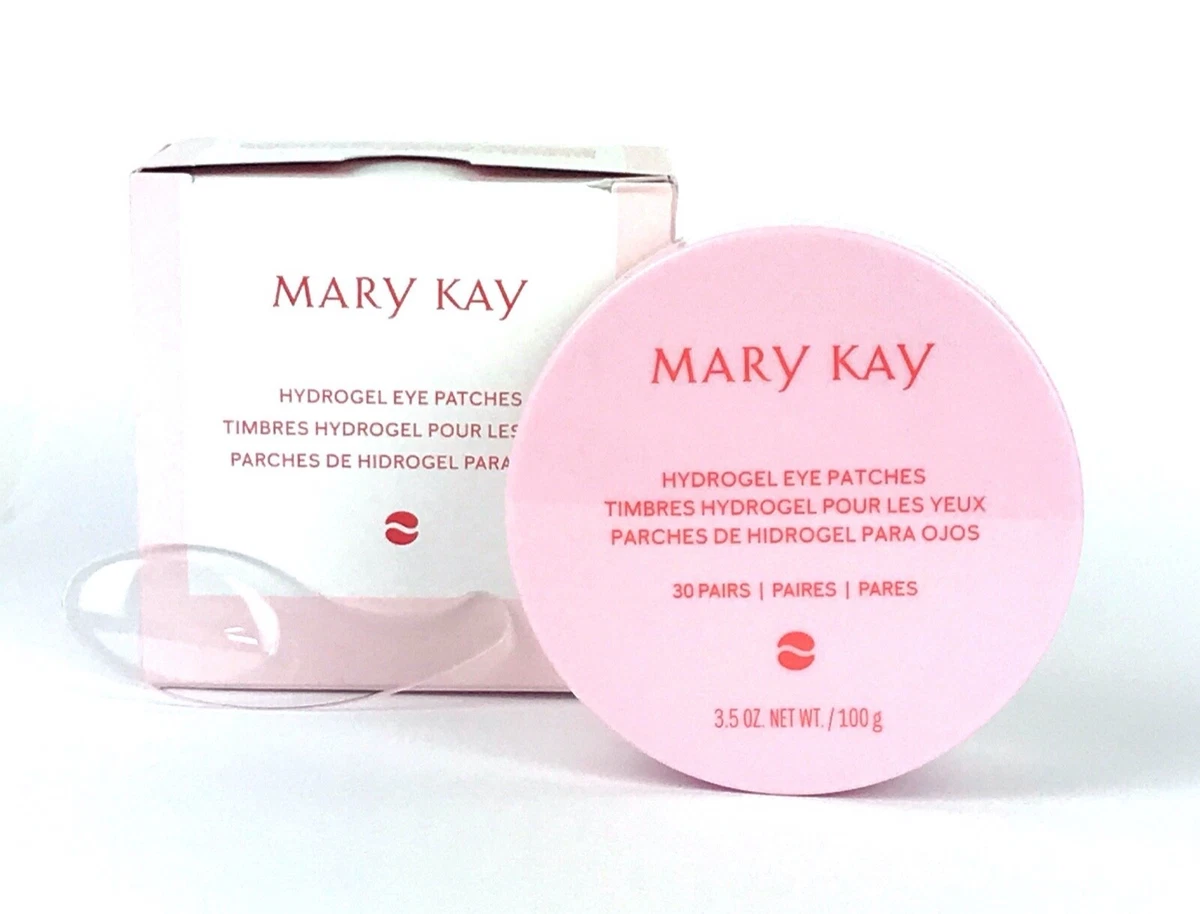 MARY KAY
HYDROGEL EYE PATCHES
TIMBRES HYDROGEL POUR LES
PARCHES DE HIDROGEL PARA
MARY KAY
HYDROGEL EYE PATCHES
TIMBRES HYDROGEL POUR LES YEUX
PARCHES DE HIDROGEL PARA OJOS
30 PAIRS | PAIRES | PARES
3.5 OZ. NET WT. / 100 g